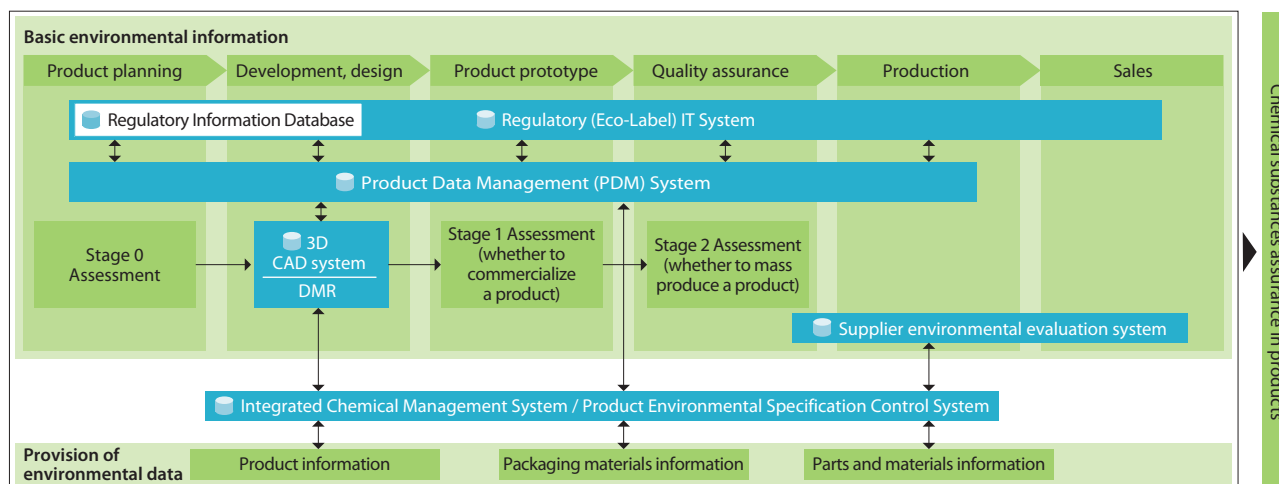 Basic environmental information
Product planning
Development, design
Product prototype
Quality assurance
Production
Sales
Regulatory Information Database
Regulatory (Eco-Label) IT System
Product Data Management (PDM) System
Stage 0
Assessment
3D
CAD system
DMR
Stage 1 Assessment
(whether to
commercialize
a product)
Stage 2 Assessment
(whether to mass
produce a product)
Supplier environmental evaluation system
Integrated Chemical Management System / Product Environmental Specification Control System
Provision of
environmental data
Product information
Packaging materials information
Parts and materials information
Chemical substances assurance in products